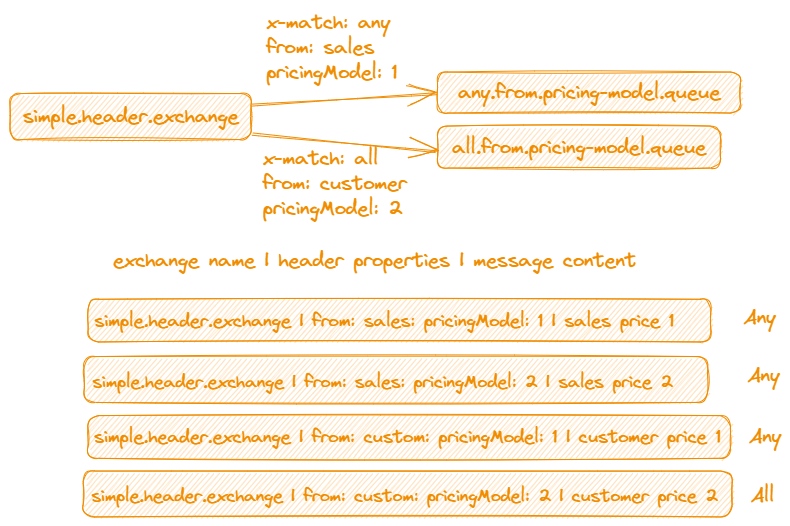 x-match: any
from: sales
pricingModel: 1
simple.header.exchange
any.from.pricing-model.queue
all.from.pricing-model.queue
x-match: all
from: customer
pricingModel: 2
exchange name | header properties | message content
simple.header.exchange | from: sales: pricingModel: 1 | sales price 1 Any
simple.header.exchange | from: sales: pricingModel: 2 | sales price 2 Any
simple.header.exchange | from: custom: pricingModel: 1 | customer price 1 Any
simple.header.exchange | from: custom: pricingModel: 2 | customer price 2 All